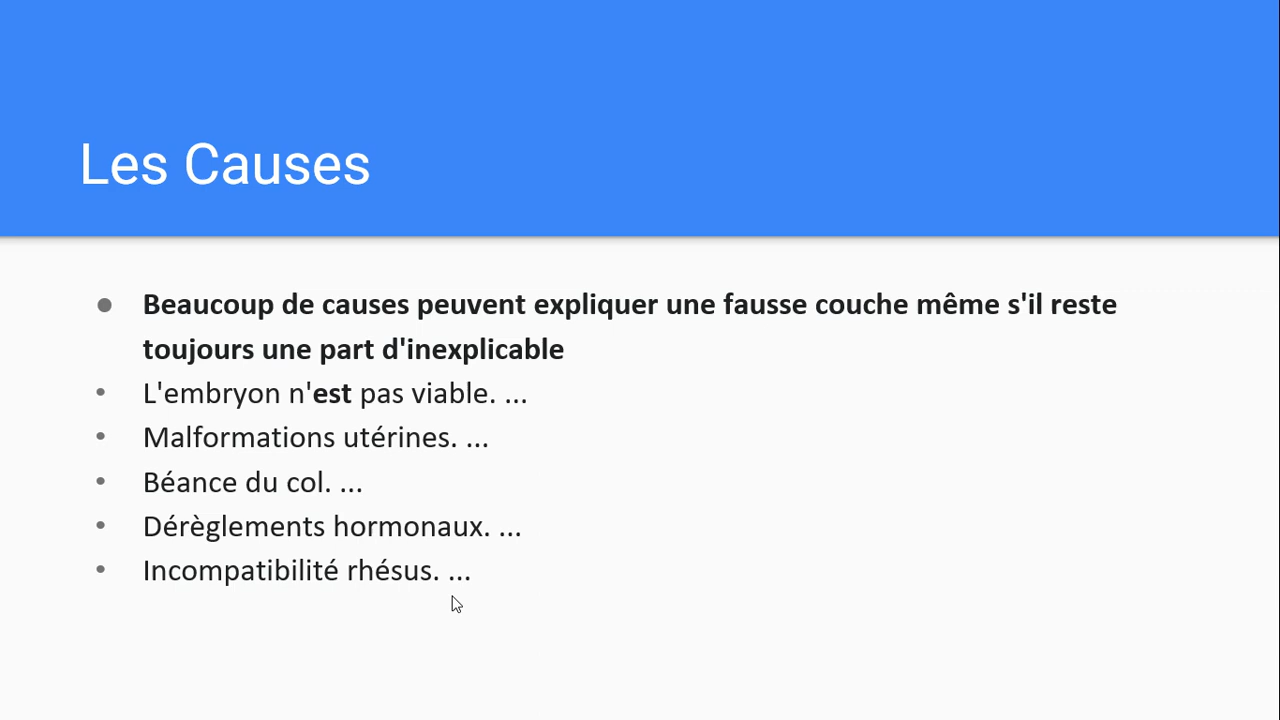 Les Causes
Beaucoup de causes peuvent expliquer une fausse couche même s'il reste
toujours une part d'inexplicable
L'embryon n'est pas viable. ...
Malformations utérines. ...
Béance du col. ...
Dérèglements hormonaux. ...
Incompatibilité rhésus. ...